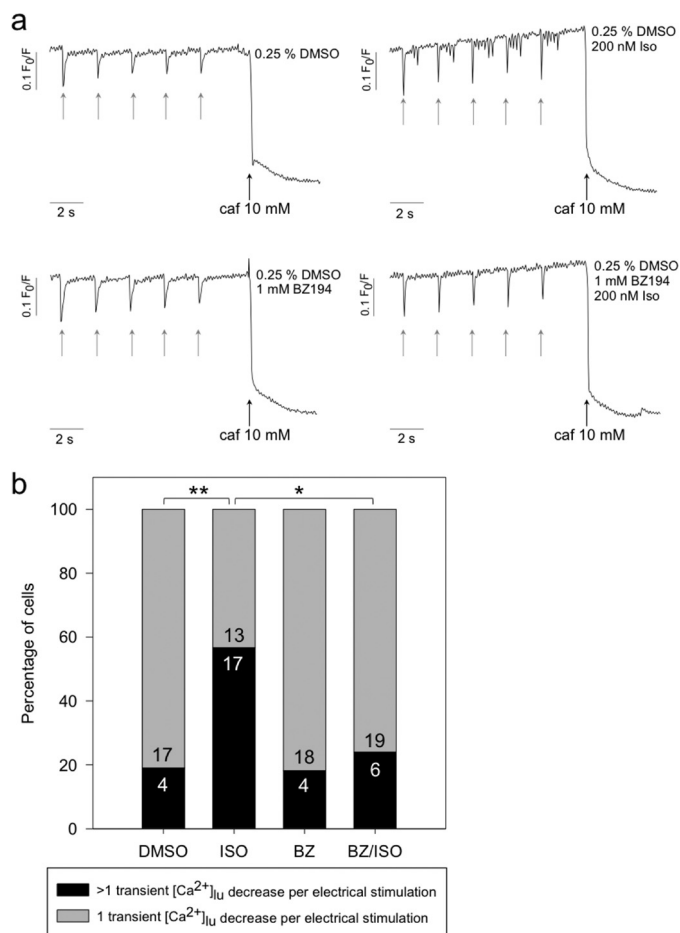 a
0.1 F0/F
0.25 % DMSO
2 s
caf 10 mM
0.1 F0/F
0.25 % DMSO
200 nM Iso
2 s
caf 10 mM
0.1 F0/F
0.25 % DMSO
1 mM BZ194
2 s
caf 10 mM
0.1 F0/F
0.25 % DMSO
1 mM BZ194
200 nM Iso
2 s
caf 10 mM
b
** *
Percentage of cells
100
80
60
40
20
0
17
4
13
17
18
4
19
6
DMSO ISO BZ BZ/ISO
>1 transient [Ca2+]lu decrease per electrical stimulation
1 transient [Ca2+]lu decrease per electrical stimulation